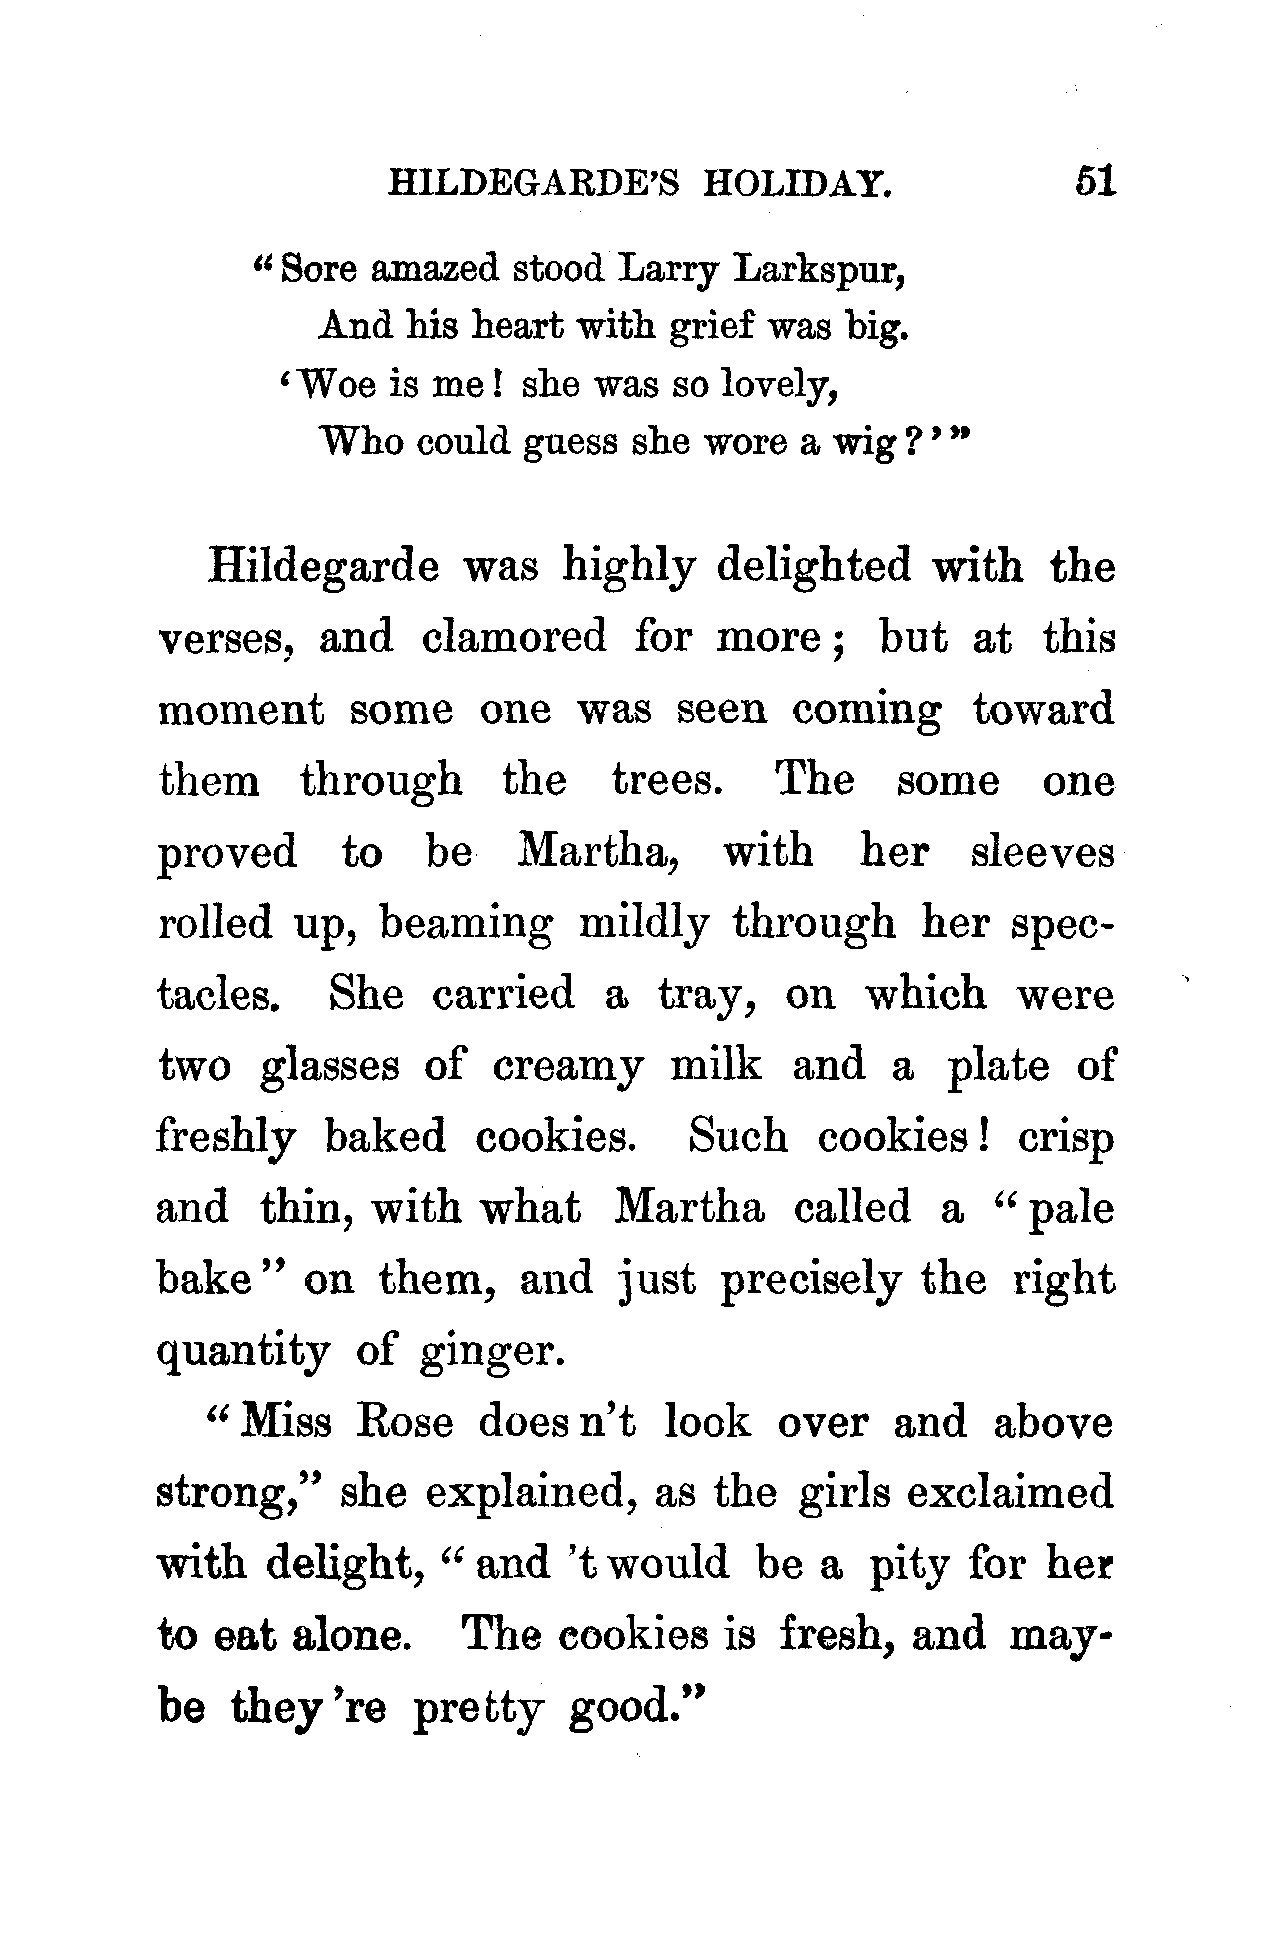 HILDEGARDE'S HOLIDAY. 51
"Sore amazed stood Larry Larkspur,
And his heart with grief was big.
'Woe is me! she was so lovely,
Who could guess she wore a wig?'"
Hildegarde was highly delighted with the
verses, and clamored for more; but at this
moment some one was seen coming toward
them through the trees. The some one
proved to be Martha, with her sleeves
rolled up, beaming mildly through her spec-
tacles. She carried a tray, on which were
two glasses of creamy milk and a plate of
freshly baked cookies. Such cookies! crisp
and thin, with what Martha called a "pale
bake" on them, and just precisely the right
quantity of ginger.
"Miss Rose does n't look over and above
strong," she explained, as the girls exclaimed
with delight, "and 't would be a pity for her
to eat alone. The cookies is fresh, and may-
be they 're pretty good."